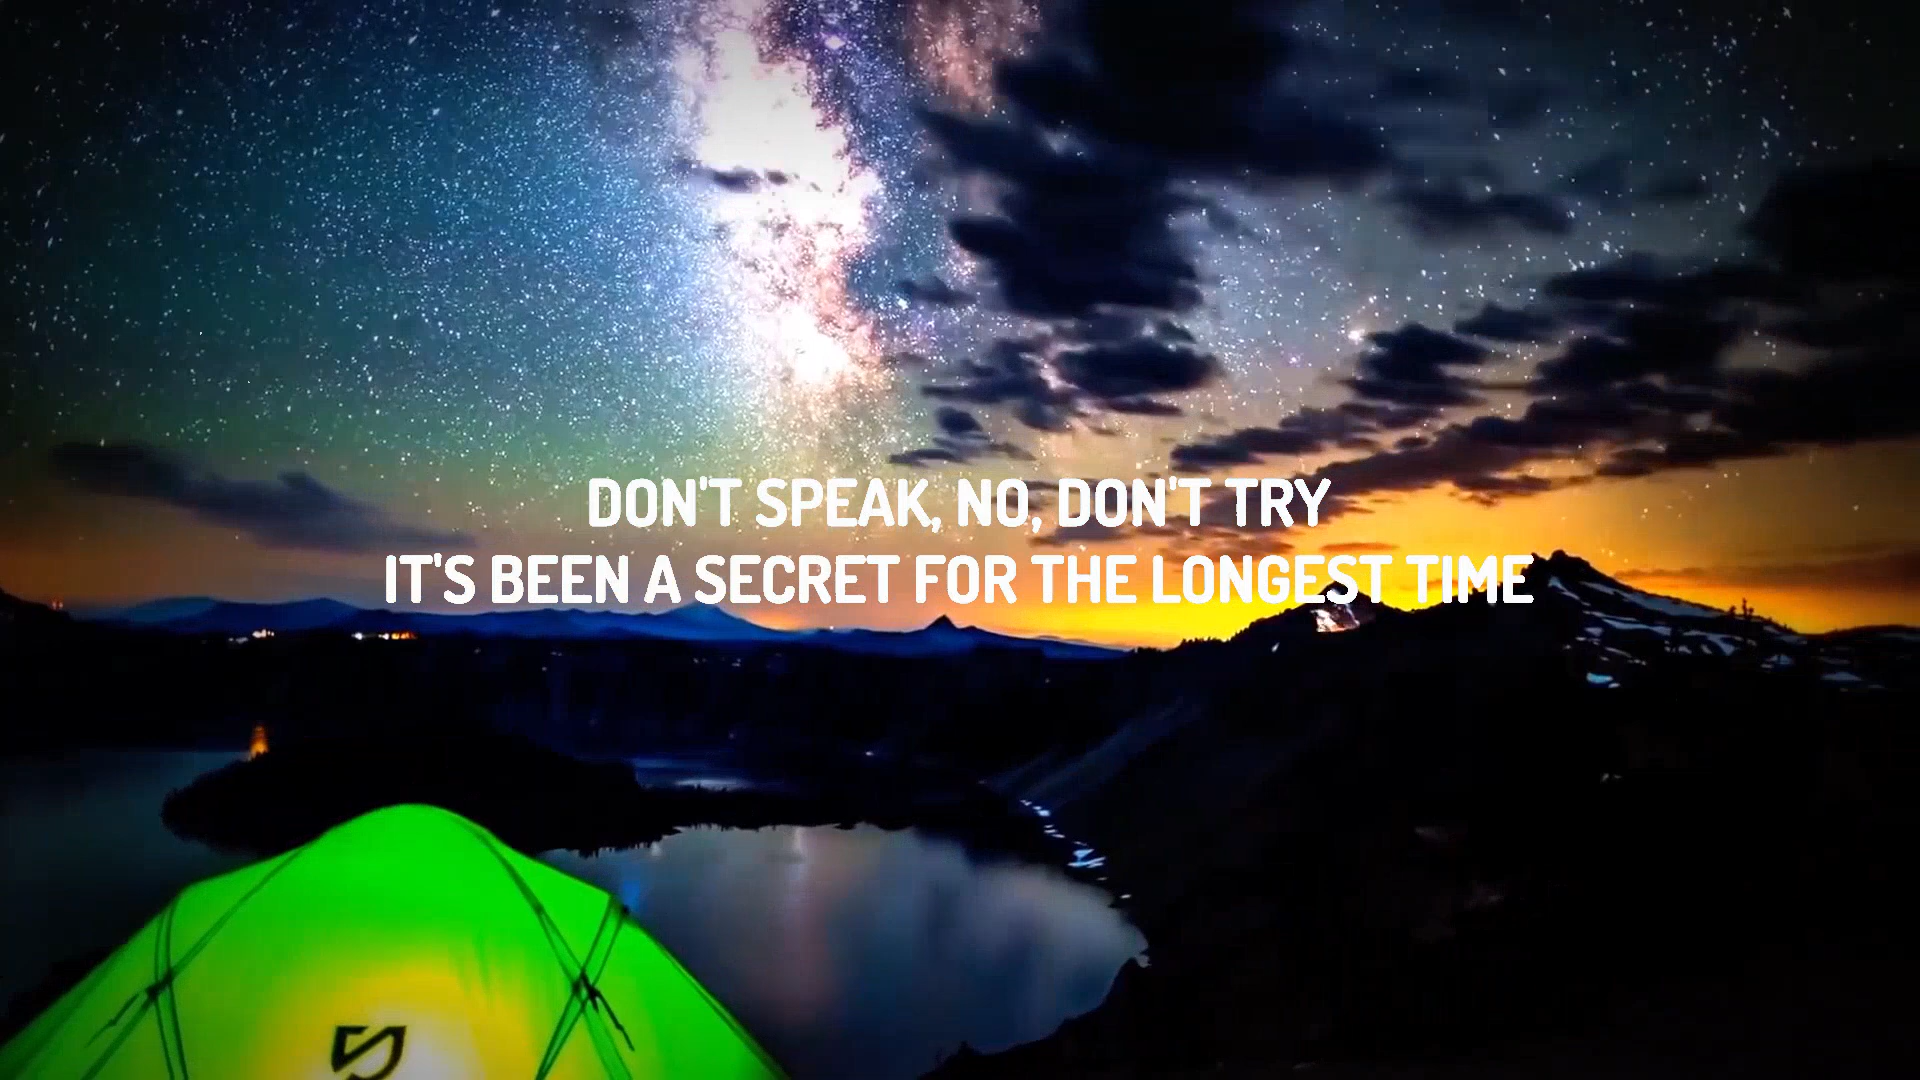 DON'T SPEAK, NO, DON'T TRY
IT'S BEEN A SECRET FOR THE LONGEST TIME